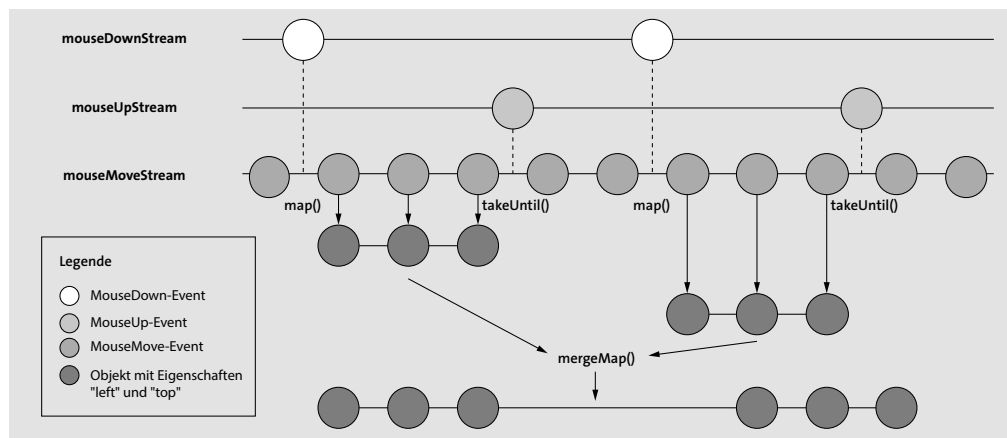 mouseDownStream
mouseUpStream
mouseMoveStream
map()
takeUntil()
map()
takeUntil()
Legende
MouseDown-Event
MouseUp-Event
MouseMove-Event
Objekt mit Eigenschaften
"left" und "top"
mergeMap()